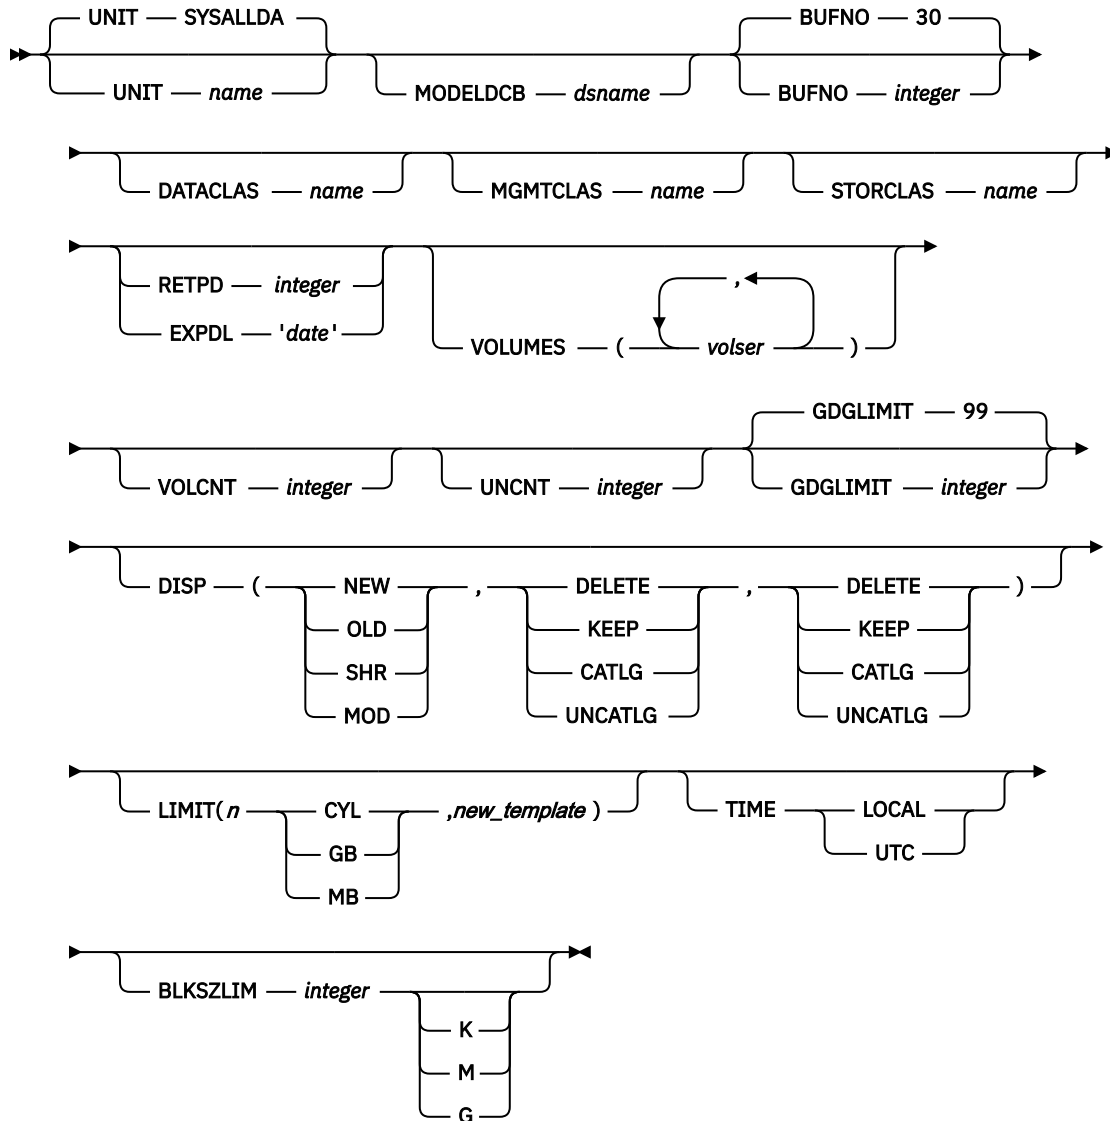 UNIT SYSALLDA
UNIT name
MODELDCB dsname
BUFNO 30
BUFNO integer
DATACLAS name
MGMTCLAS name
STORCLAS name
RETPD integer
EXPDL 'date'
VOLUMES ( volser , )
VOLCNT integer
UNCNT integer
GDGLIMIT 99
GDGLIMIT integer
DISP ( NEW , DELETE , DELETE )
OLD KEEP KEEP
SHR CATLG CATLG
MOD UNCATLG UNCATLG
LIMIT(n CYL ,new_template )
GB
MB
TIME LOCAL
UTC
BLKSZLIM integer
K
M
G